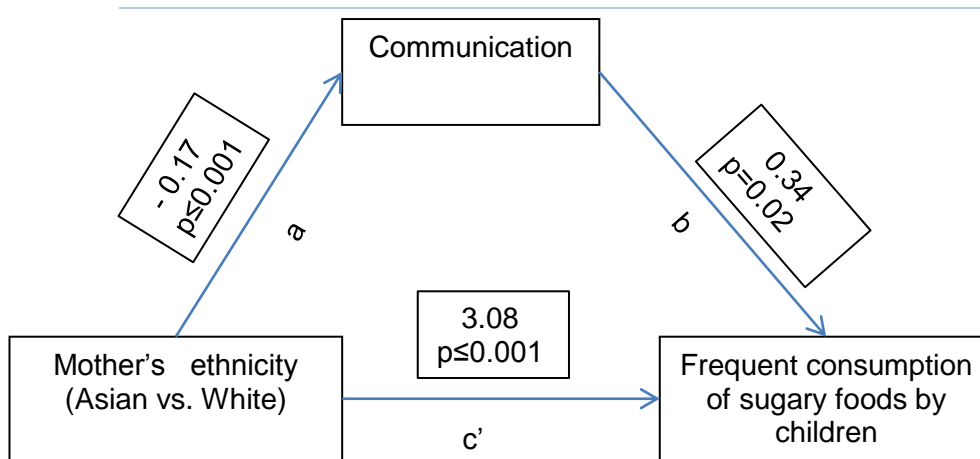 Communication
- 0.17
p≤0.001
a
0.34
p=0.02
b
3.08
p≤0.001
Mother’s ethnicity
(Asian vs. White)
Frequent consumption
of sugary foods by
children
c’